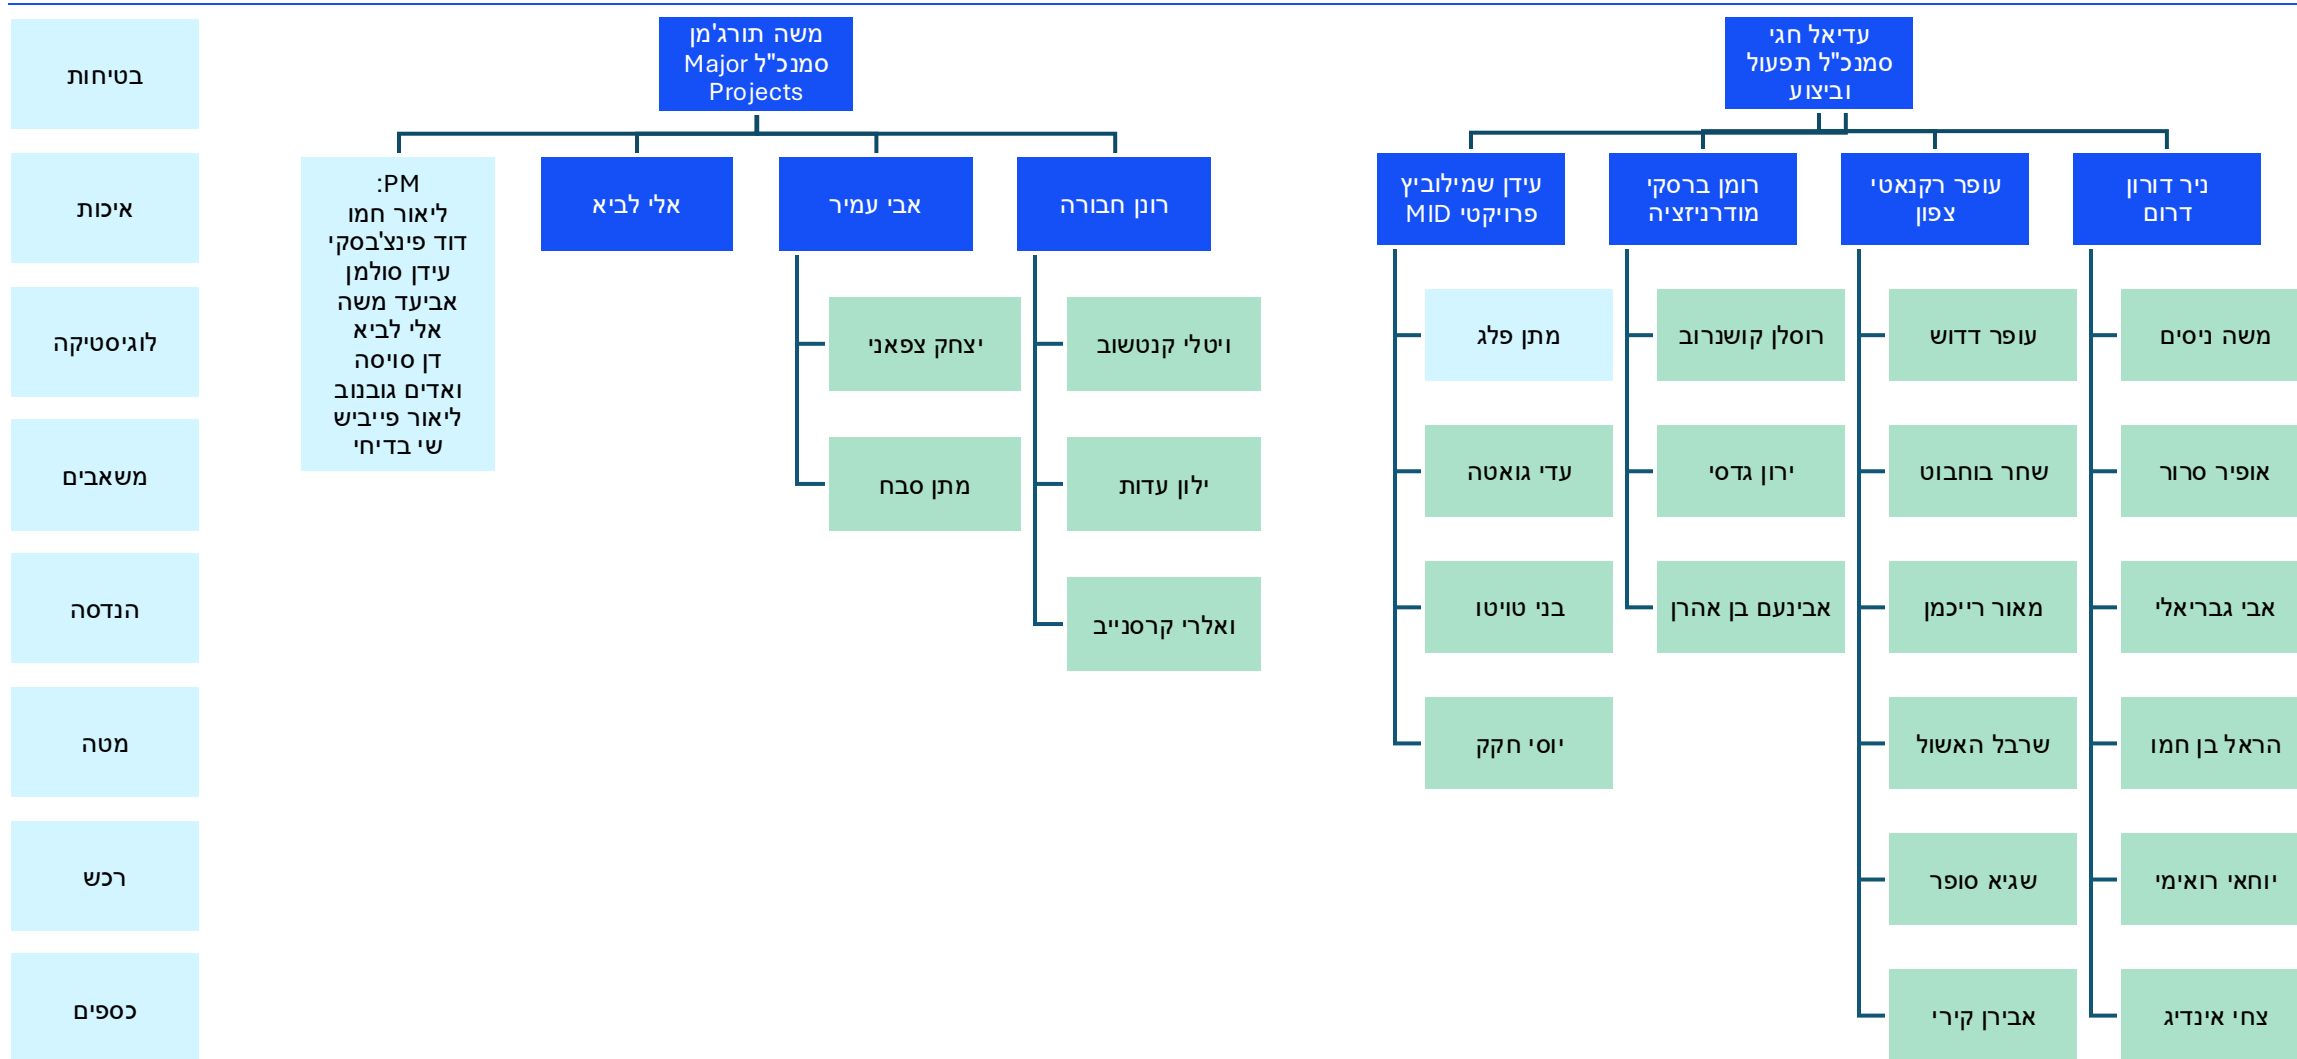 עדיאל חגי
סמנכ"ל תפעול
וביצוע
ניר דורון
דרום
משה ניסים
אופיר סרור
אבי גבריאלי
הראל בן חמו
יוחאי רואימי
צחי אינדיג
עופר רקנאטי
צפון
עופר דדוש
שחר בוחבוט
מאור רייכמן
שרבל האשול
שגיא סופר
אבירן קירי
רומן ברסקי
מודרניזציה
רוסלן קושנרוב
ירון גדסי
אבינעם בן אהרן
עידן שמילוביץ
פרויקטי MID
מתן פלג
עדי גואטה
בני טויטו
יוסי חקק
משה תורג'מן
סמנכ"ל Major
Projects
רונן חבורה
ויטלי קנטשוב
ילון עדות
ואלרי קרסנייב
אבי עמיר
יצחק צפאני
מתן סבח
אלי לביא
PM:
ליאור חמו
דוד פינצ'בסקי
עידן סולמן
אביעד משה
אלי לביא
דן סויסה
ואדים גובנוב
ליאור פייביש
שי בדיחי
בטיחות
איכות
לוגיסטיקה
משאבים
הנדסה
מטה
רכש
כספים